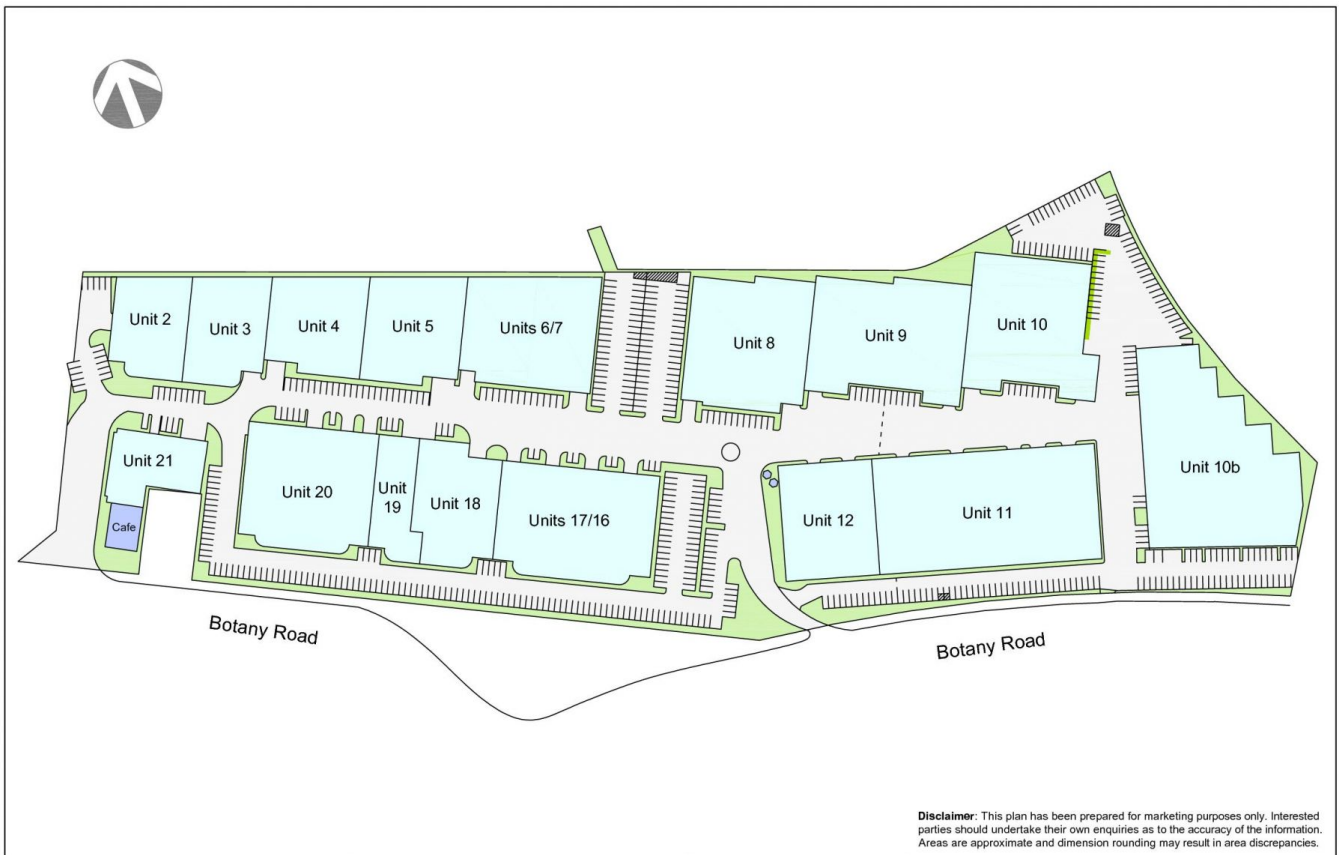 Unit 2
Unit 3
Unit 4
Unit 5
Units 6/7
Unit 8
Unit 9
Unit 10
Unit 21
Cafe
Unit 20
Unit
19
Unit 18
Units 17/16
Unit 12
Unit 11
Unit 10b
Botany Road
Botany Road
Disclaimer: This plan has been prepared for marketing purposes only. Interested
parties should undertake their own enquiries as to the accuracy of the information.
Areas are approximate and dimension rounding may result in area discrepancies.